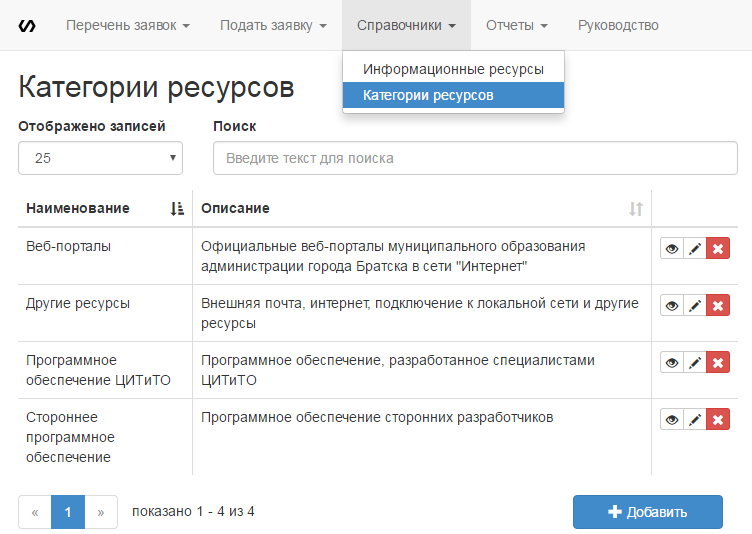 Перечень заявок Подать заявку Справочники Отчеты Руководство
Информационные ресурсы
Категории ресурсов
Категории ресурсов
Отображено записей Поиск
25 Введите текст для поиска
Наименование Описание
Веб-порталы Официальные веб-порталы муниципального образования
администрации города Братска в сети "Интернет"
Другие ресурсы Внешняя почта, интернет, подключение к локальной сети и другие
ресурсы
Программное Программное обеспечение, разработанное специалистами
обеспечение ЦИТиТО ЦИТиТО
Стороннее Программное обеспечение сторонних разработчиков
программное
обеспечение
« 1 » показано 1 - 4 из 4 Добавить